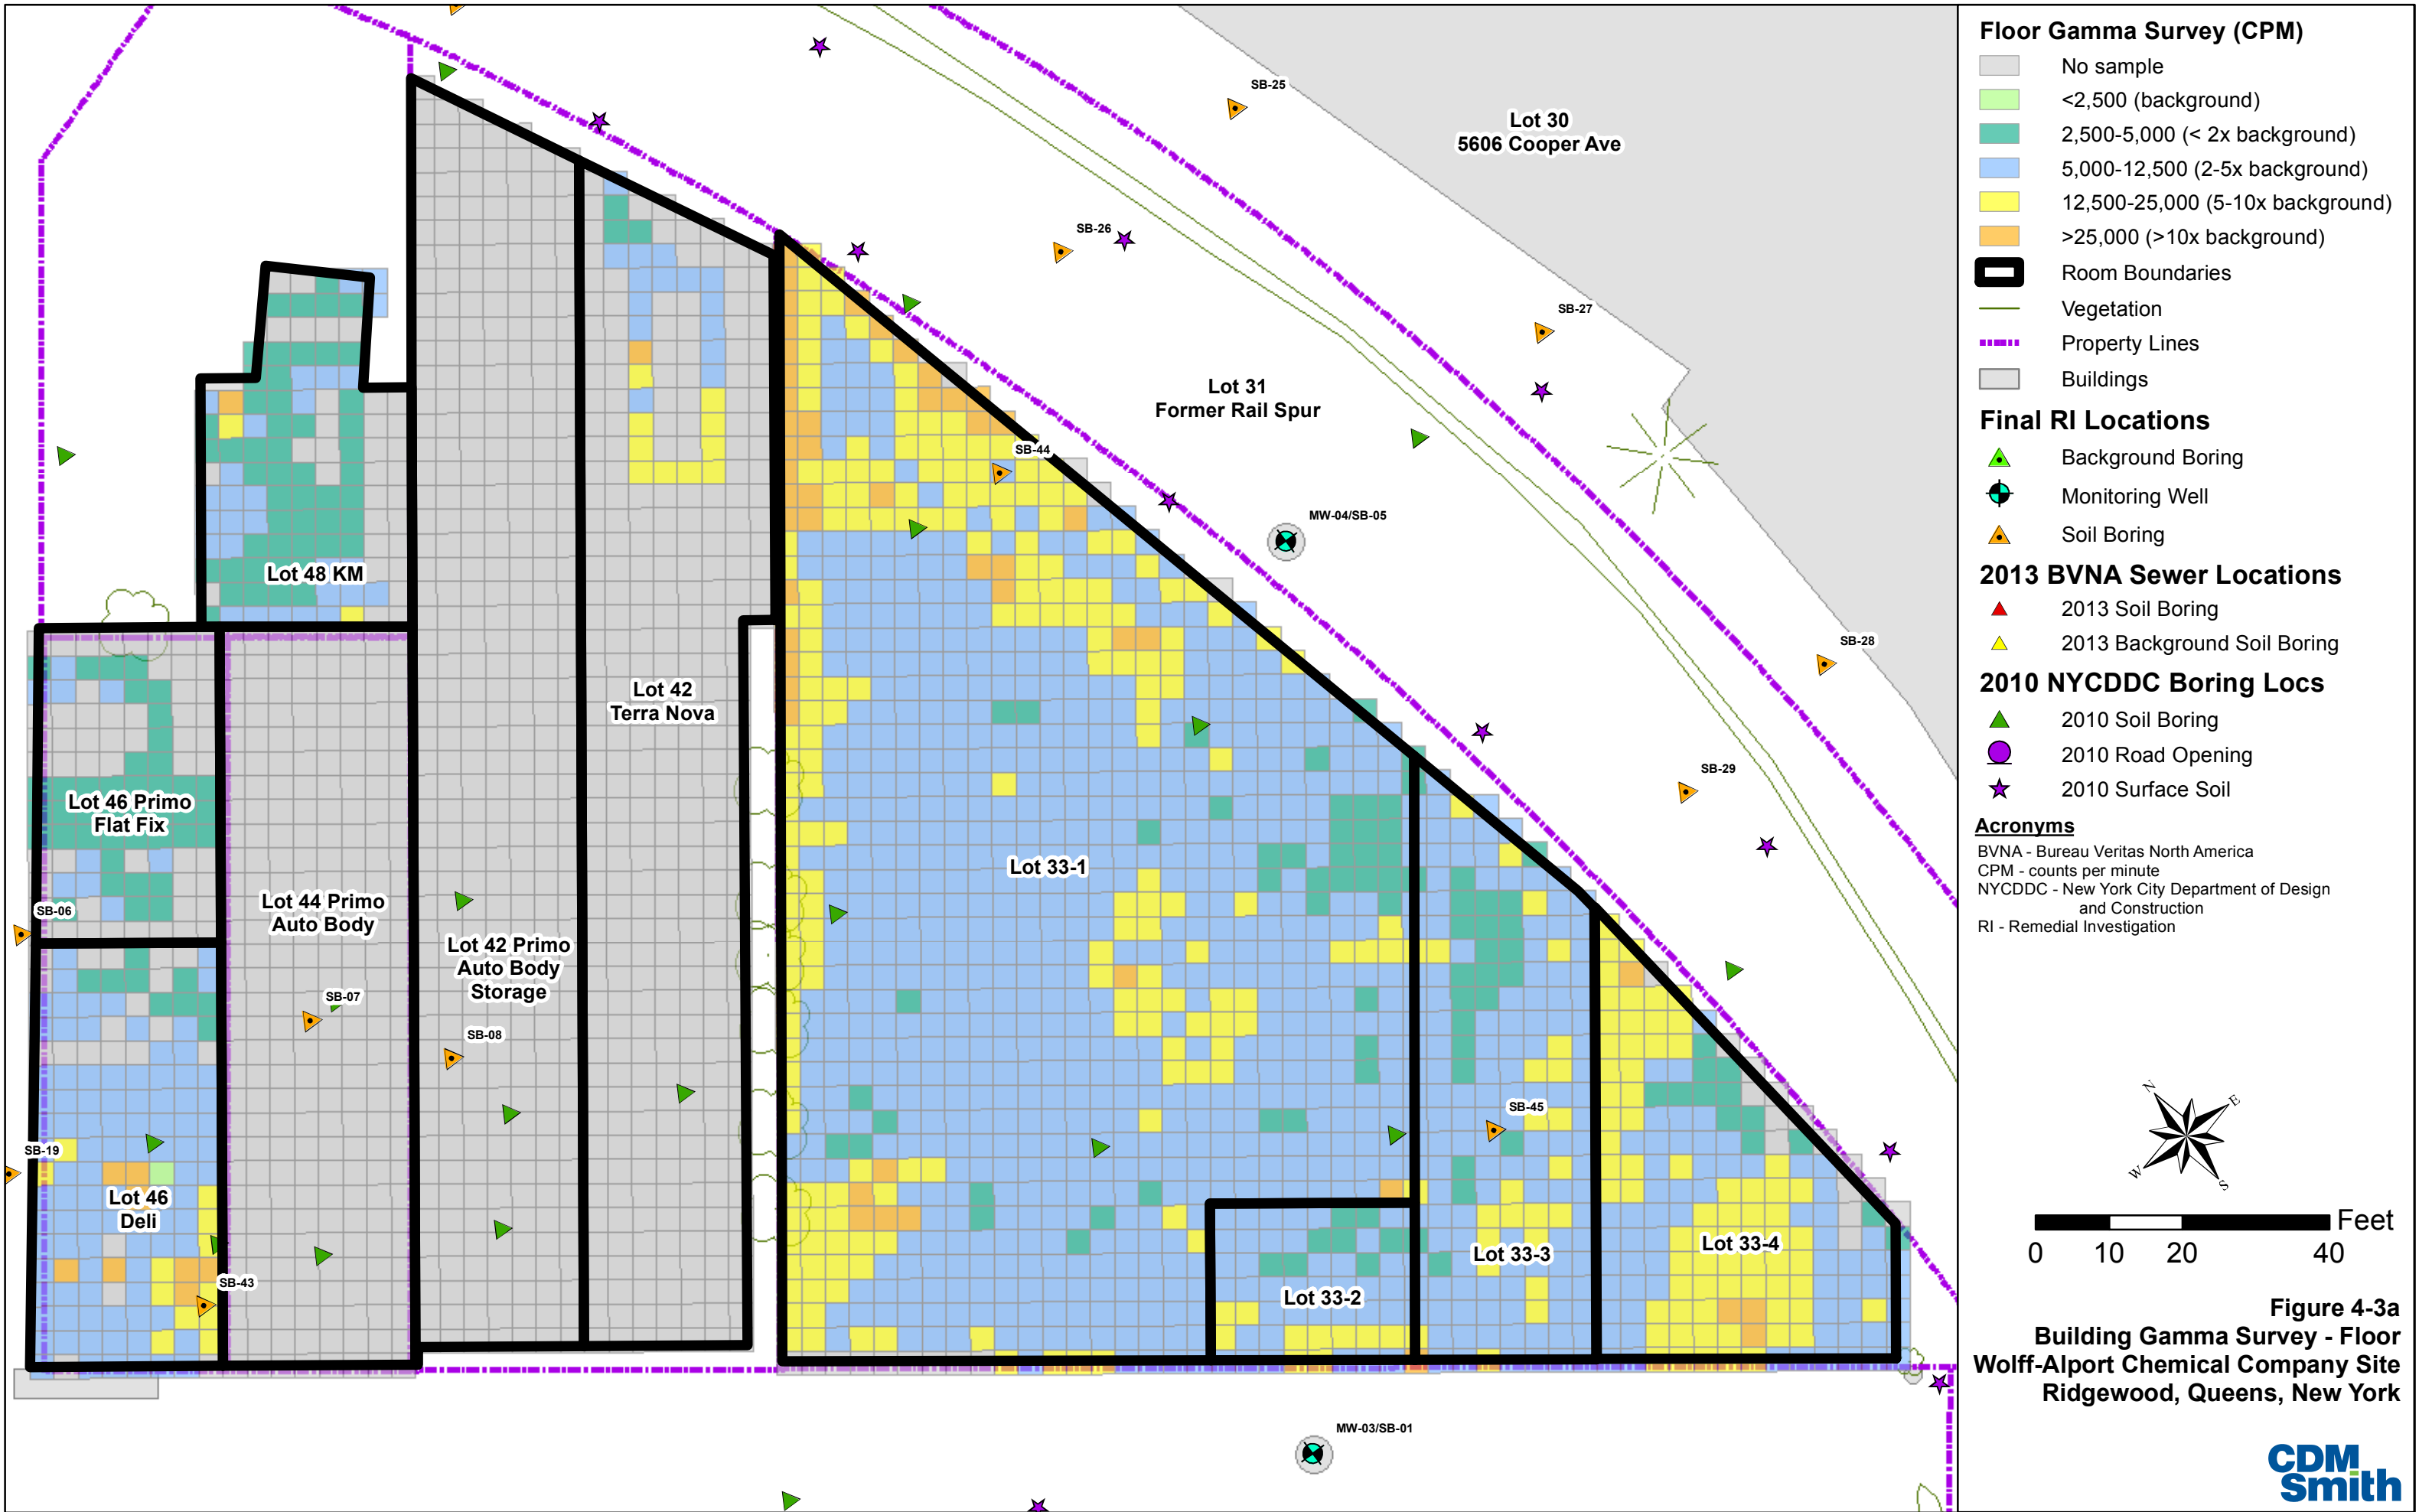 SB-25
Lot 30
5606 Cooper Ave
SB-26
SB-27
Lot 31
Former Rail Spur
SB-44
MW-04/SB-05
Lot 48 KM
SB-28
Lot 42
Terra Nova
SB-29
Lot 46 Primo
Flat Fix
Lot 33-1
SB-06
Lot 44 Primo
Auto Body
Lot 42 Primo
Auto Body
Storage
SB-07
SB-08
SB-45
SB-19
Lot 46
Deli
Lot 33-3
Lot 33-4
SB-43
Lot 33-2
MW-03/SB-01
Floor Gamma Survey (CPM)
No sample
<2,500 (background)
2,500-5,000 (< 2x background)
5,000-12,500 (2-5x background)
12,500-25,000 (5-10x background)
>25,000 (>10x background)
Room Boundaries
Vegetation
Property Lines
Buildings
Final RI Locations
Background Boring
Monitoring Well
Soil Boring
2013 BVNA Sewer Locations
2013 Soil Boring
2013 Background Soil Boring
2010 NYCDDC Boring Locs
2010 Soil Boring
2010 Road Opening
2010 Surface Soil
Acronyms
BVNA - Bureau Veritas North America
CPM - counts per minute
NYCDDC - New York City Department of Design
and Construction
RI - Remedial Investigation
N
E
W
S
Feet
0 10 20 40
Figure 4-3a
Building Gamma Survey - Floor
Wolff-Alport Chemical Company Site
Ridgewood, Queens, New York
CDM
Smith